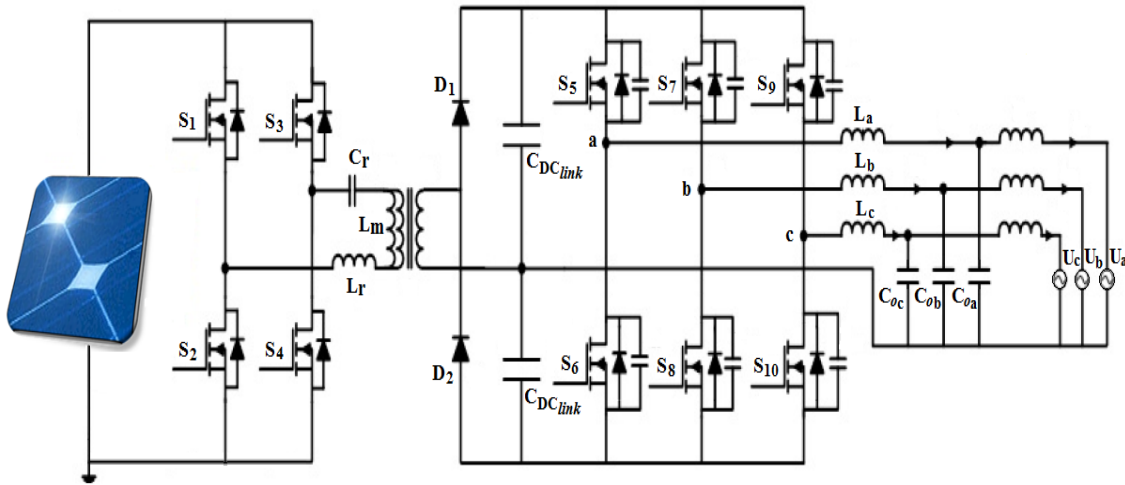 S1
S3
S2
S4
Cr
Lm
Lr
D1
D2
CDClink
CDClink
S5
S7
S9
a
b
c
S6
S8
S10
La
Lb
Lc
Coc
Cob
Coa
Uc
Ub
Ua